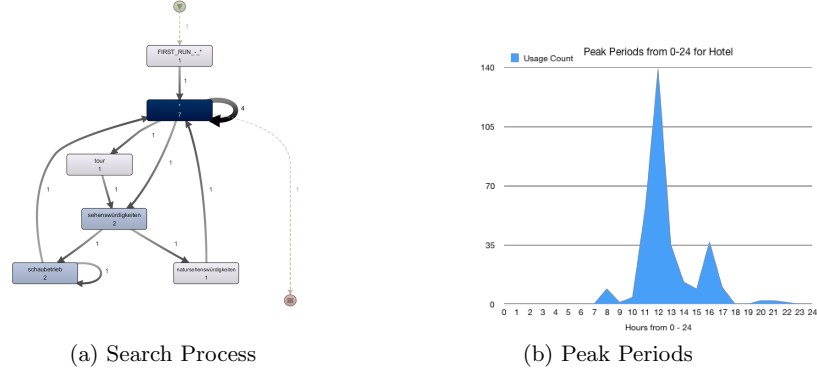 1
FIRST_RUN_-_*
1
1
*
7
4
1
1
tour
1
1
1
1
1
sehenswürdigkeiten
2
1
1
schaubetrieb
2
1
natursehenswürdigkeiten
1
(a) Search Process
Peak Periods from 0-24 for Hotel
Usage Count
140
105
70
35
0
0 1 2 3 4 5 6 7 8 9 10 11 12 13 14 15 16 17 18 19 20 21 22 23 24
Hours from 0 - 24
(b) Peak Periods